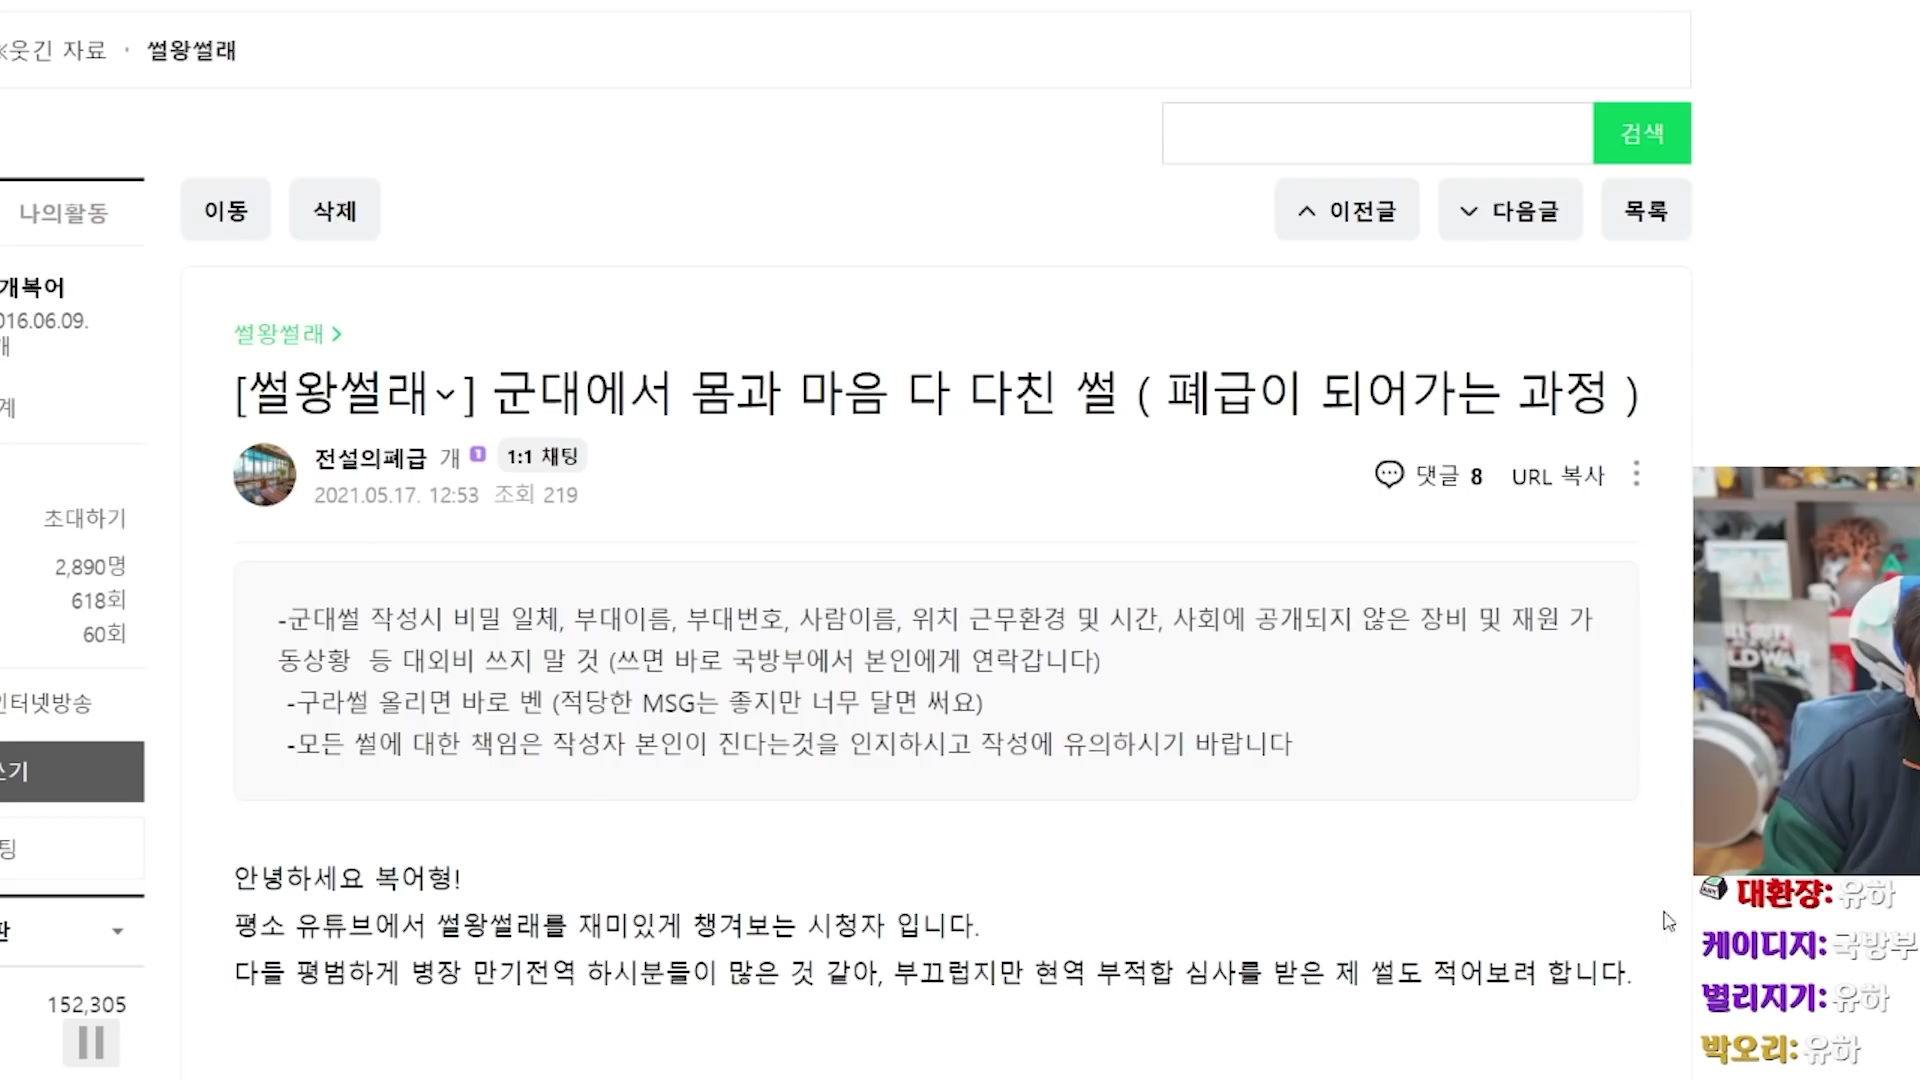 ※웃긴 자료 · 썰왕썰래
검색
나의활동
이동 삭제
이전글 다음글 목록
개복어
016.06.09.
개
계
썰왕썰래 >
[썰왕썰래~] 군대에서 몸과 마음 다 다친 썰 ( 폐급이 되어가는 과정 )
전설의폐급 개 1 1:1 채팅
2021.05.17. 12:53 조회 219
댓글 8 URL 복사
초대하기
2,890명
618회
60회
인터넷방송
쓰기
팅
판
152,305
-군대썰 작성시 비밀 일체, 부대이름, 부대번호, 사람이름, 위치 근무환경 및 시간, 사회에 공개되지 않은 장비 및 재원 가
동상황 등 대외비 쓰지 말 것 (쓰면 바로 국방부에서 본인에게 연락갑니다)
-구라썰 올리면 바로 벤 (적당한 MSG는 좋지만 너무 달면 써요)
-모든 썰에 대한 책임은 작성자 본인이 진다는것을 인지하시고 작성에 유의하시기 바랍니다
안녕하세요 복어형!
평소 유튜브에서 썰왕썰래를 재미있게 챙겨보는 시청자 입니다.
다들 평범하게 병장 만기전역 하시분들이 많은 것 같아, 부끄럽지만 현역 부적합 심사를 받은 제 썰도 적어보려 합니다.
대환쟝: 유하
케이디지: 국방부
별리지기: 유하
박오리: 유하